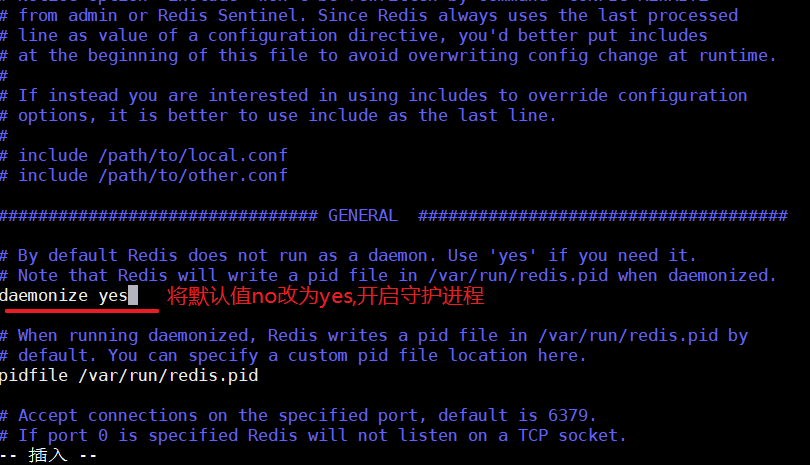 # from admin or Redis Sentinel. Since Redis always uses the last processed
# line as value of a configuration directive, you'd better put includes
# at the beginning of this file to avoid overwriting config change at runtime.
#
# If instead you are interested in using includes to override configuration
# options, it is better to use include as the last line.
#
# include /path/to/local.conf
# include /path/to/other.conf
################################ GENERAL #####################################
# By default Redis does not run as a daemon. Use 'yes' if you need it.
# Note that Redis will write a pid file in /var/run/redis.pid when daemonized.
daemonize yes 将默认值no改为yes,开启守护进程
# When running daemonized, Redis writes a pid file in /var/run/redis.pid by
# default. You can specify a custom pid file location here.
pidfile /var/run/redis.pid
# Accept connections on the specified port, default is 6379.
# If port 0 is specified Redis will not listen on a TCP socket.
-- 插入 --